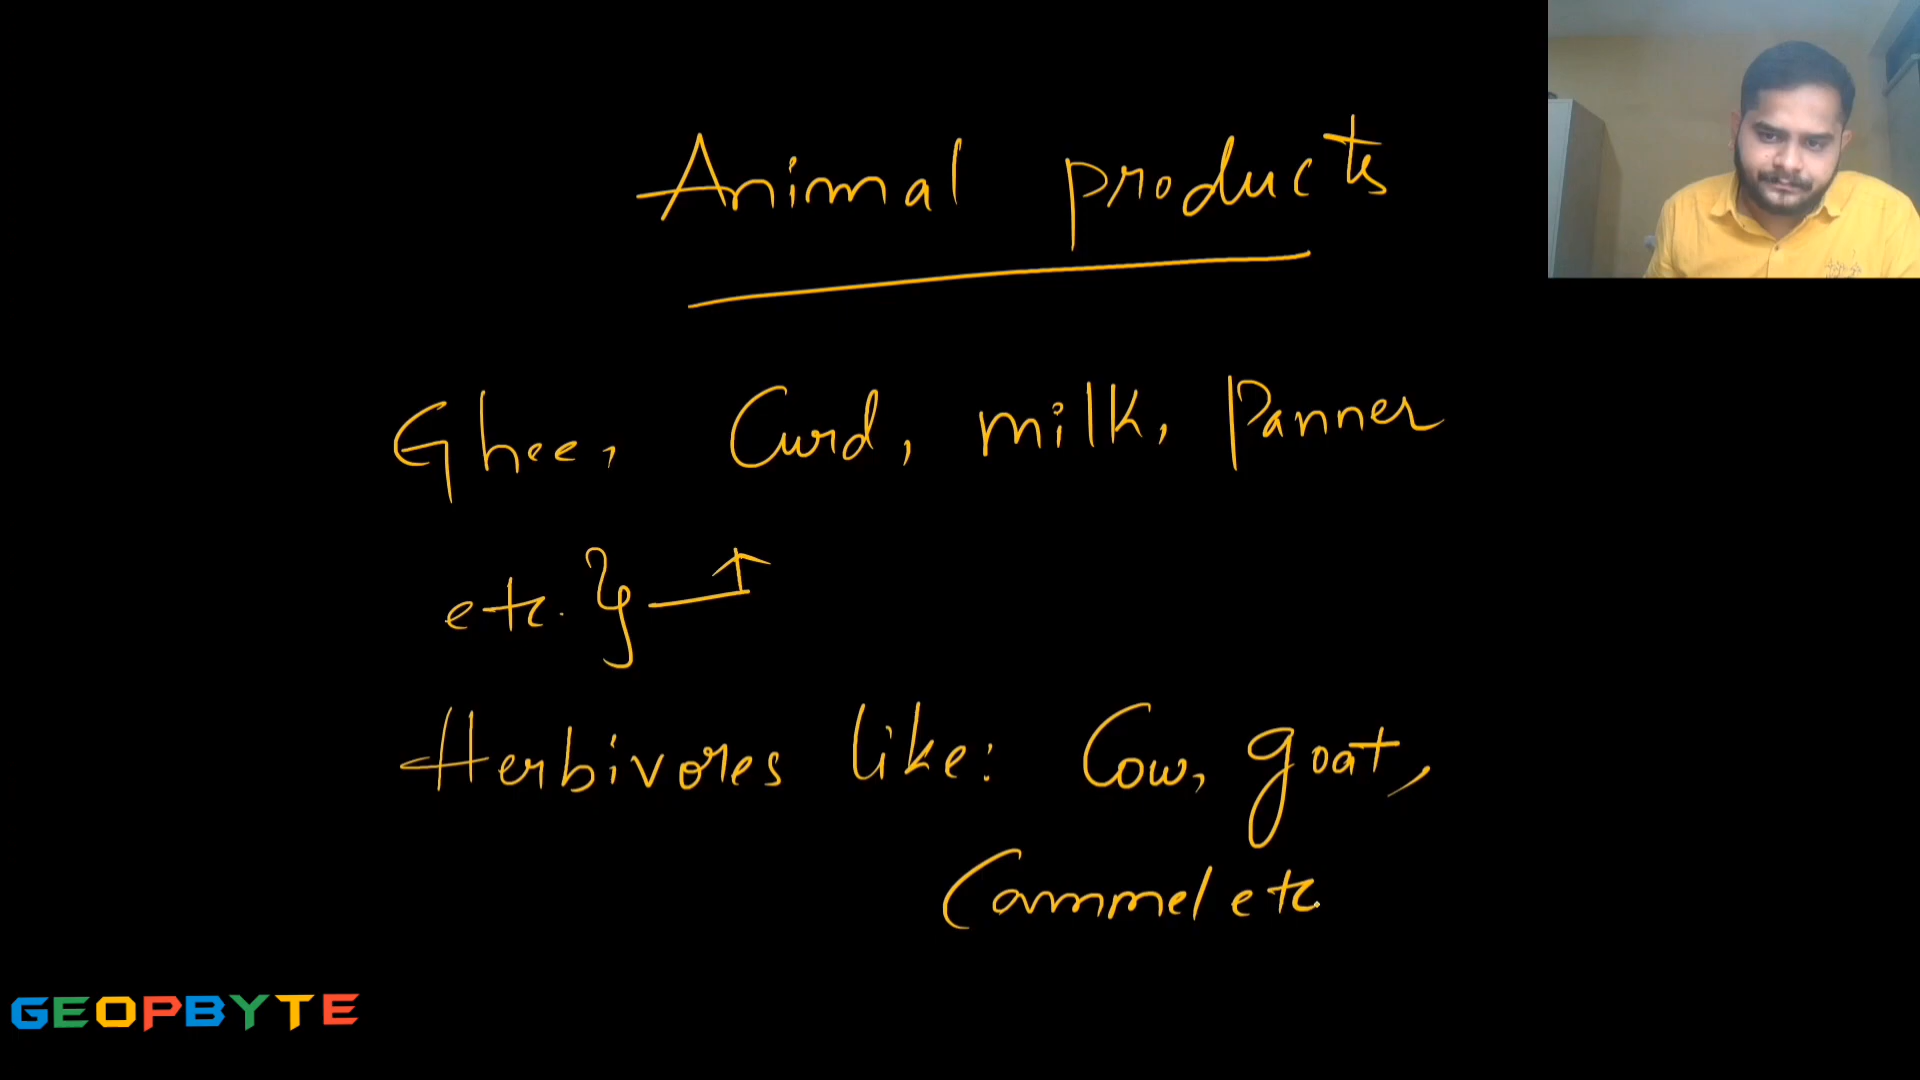 Animal products
Ghee, Curd, milk, Panner
etc.
Herbivores like: Cow, goat,
Cammel etc.
GEOPBYTE